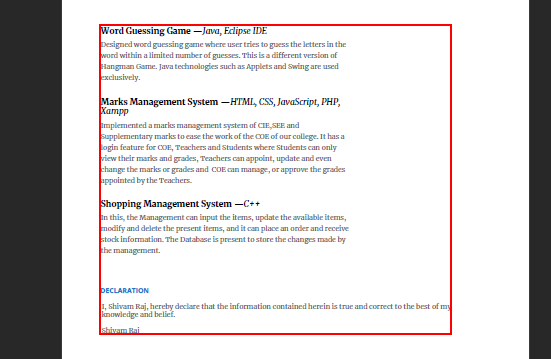 Word Guessing Game —Java, Eclipse IDE
Designed word guessing game where user tries to guess the letters in the
word within a limited number of guesses. This is a different version of
Hangman Game. Java technologies such as Applets and Swing are used
exclusively.
Marks Management System —HTML, CSS, JavaScript, PHP,
Xampp
Implemented a marks management system of CIE,SEE and
Supplementary marks to ease the work of the COE of our college. It has a
login feature for COE, Teachers and Students where Students can only
view their marks and grades, Teachers can appoint, update and even
change the marks or grades and  COE can manage, or approve the grades
appointed by the Teachers.
Shopping Management System —C++
In this, the Management can input the items, update the available items,
modify and delete the present items, and it can place an order and receive
stock information. The Database is present to store the changes made by
the management.
DECLARATION
I, Shivam Raj, hereby declare that the information contained herein is true and correct to the best of my
knowledge and belief.
Shivam Raj